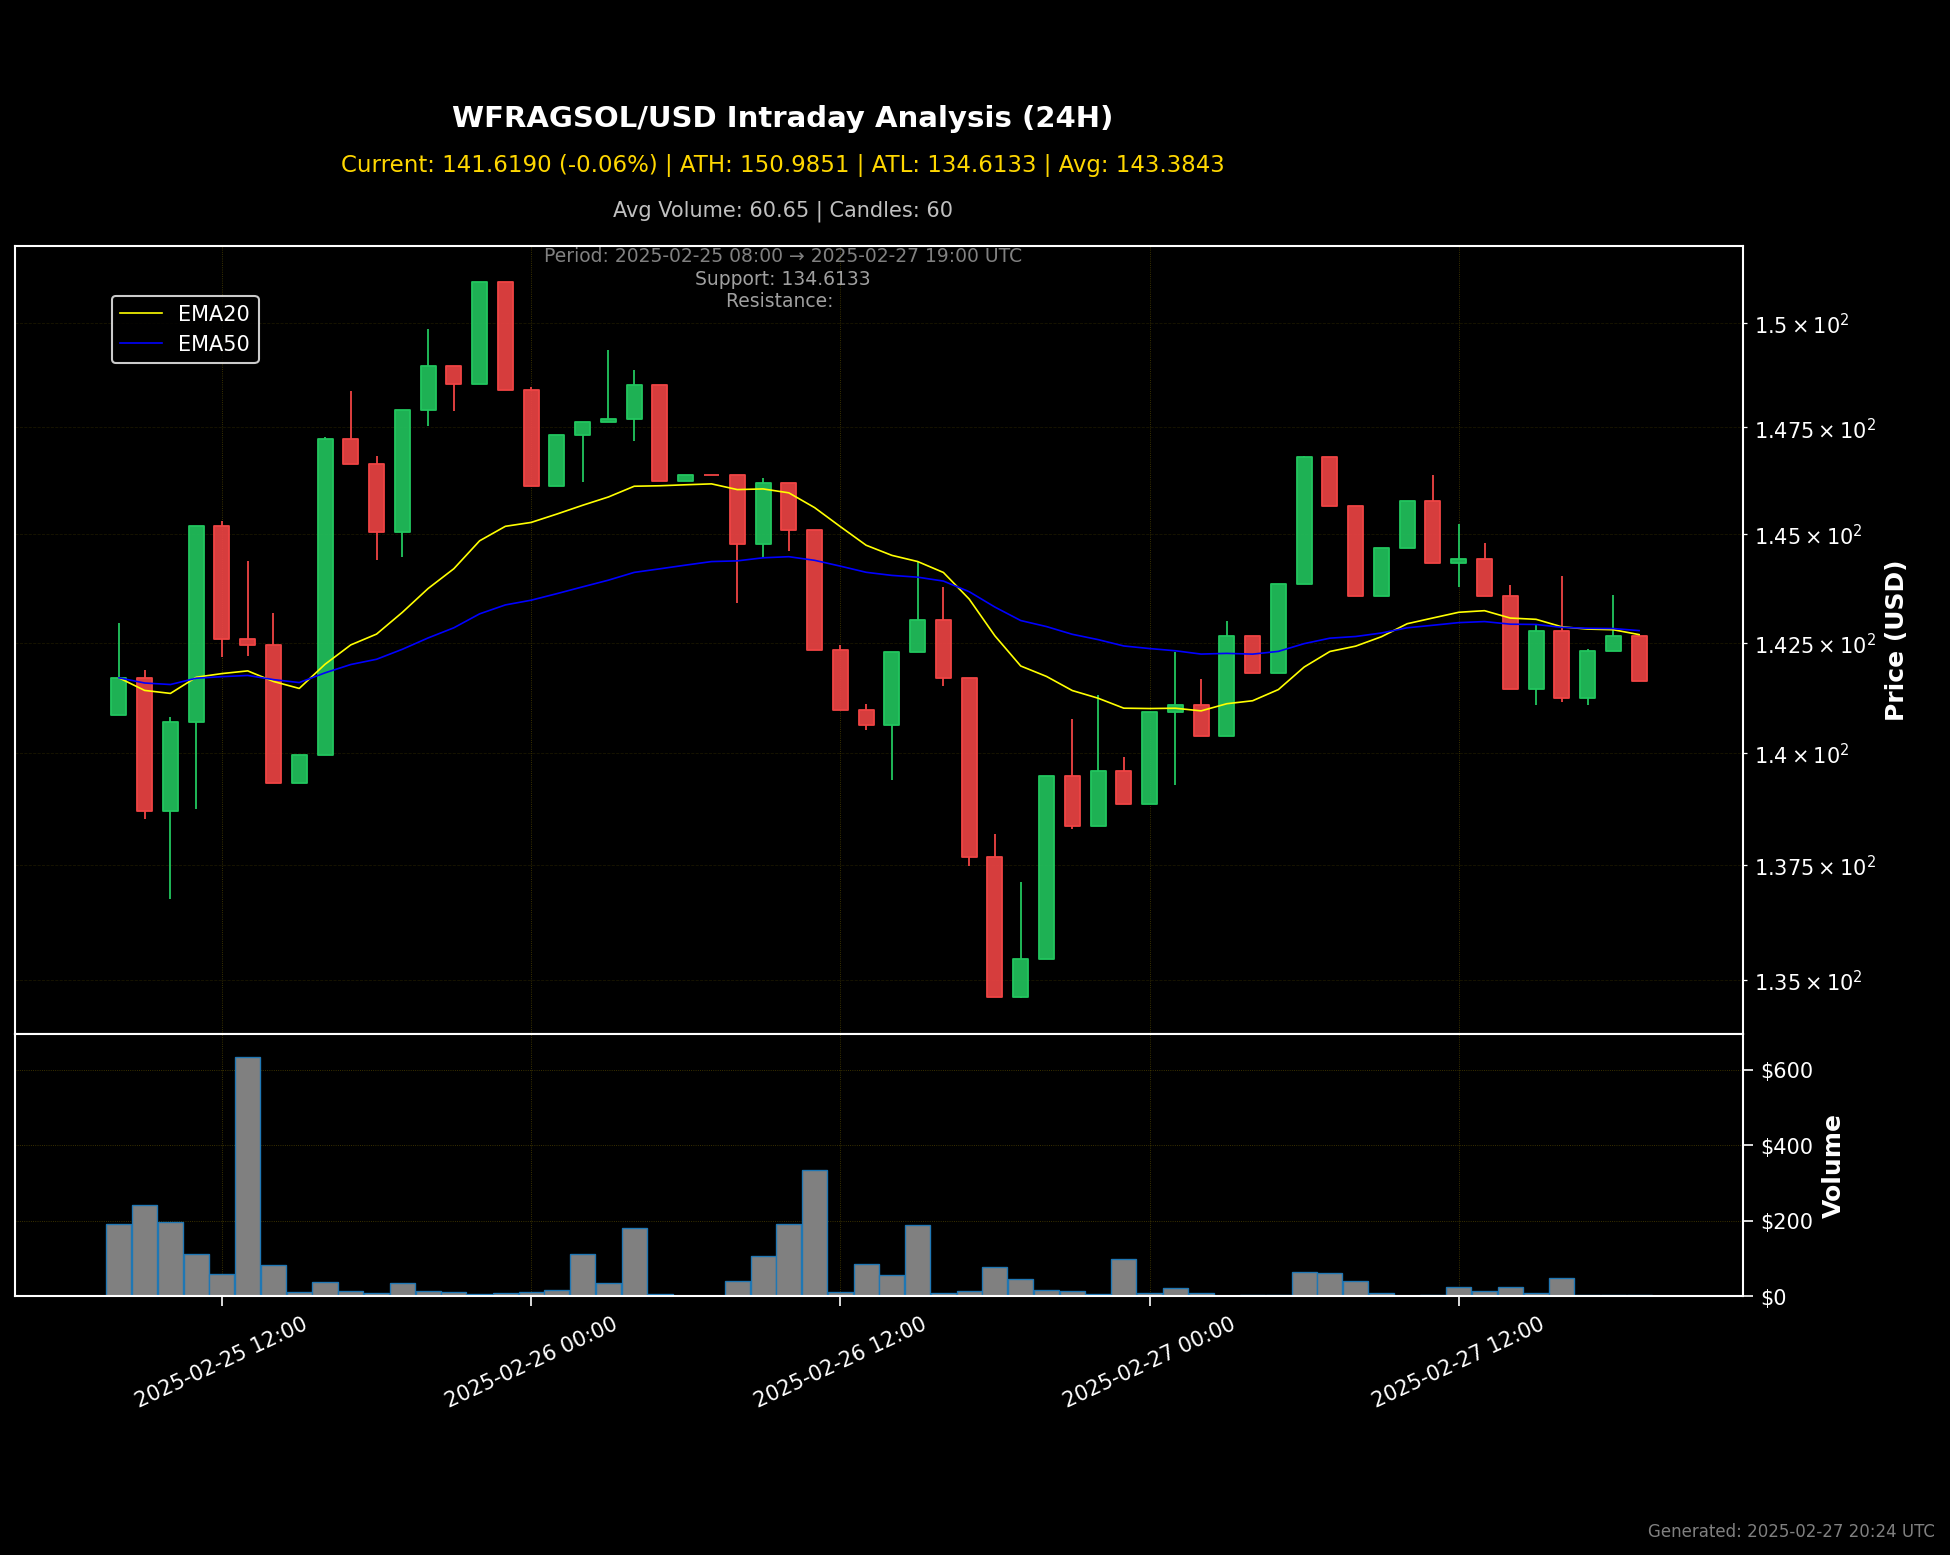 WFRAGSOL/USD Intraday Analysis (24H)
Current: 141.6190 (-0.06%) | ATH: 150.9851 | ATL: 134.6133 | Avg: 143.3843
Avg Volume: 60.65 | Candles: 60
Period: 2025-02-25 08:00 → 2025-02-27 19:00 UTC
Support: 134.6133
Resistance:
EMA20
EMA50
1.5 × 10²
1.475 × 10²
1.45 × 10²
1.425 × 10²
1.4 × 10²
1.375 × 10²
1.35 × 10²
Price (USD)
$600
$400
$200
$0
Volume
2025-02-25 12:00
2025-02-26 00:00
2025-02-26 12:00
2025-02-27 00:00
2025-02-27 12:00
Generated: 2025-02-27 20:24 UTC